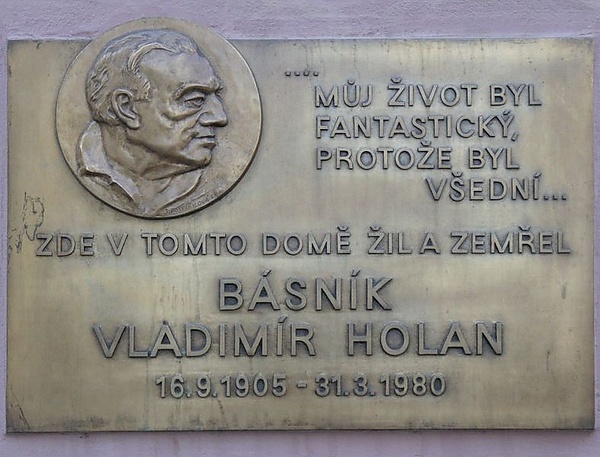 ....
MŮJ ŽIVOT BYL
FANTASTICKÝ,
PROTOŽE BYL
VŠEDNÍ...
ZDE V TOMTO DOMĚ ŽIL A ZEMŘEL
BÁSNÍK
VLADIMÍR HOLAN
16.9.1905 - 31.3.1980